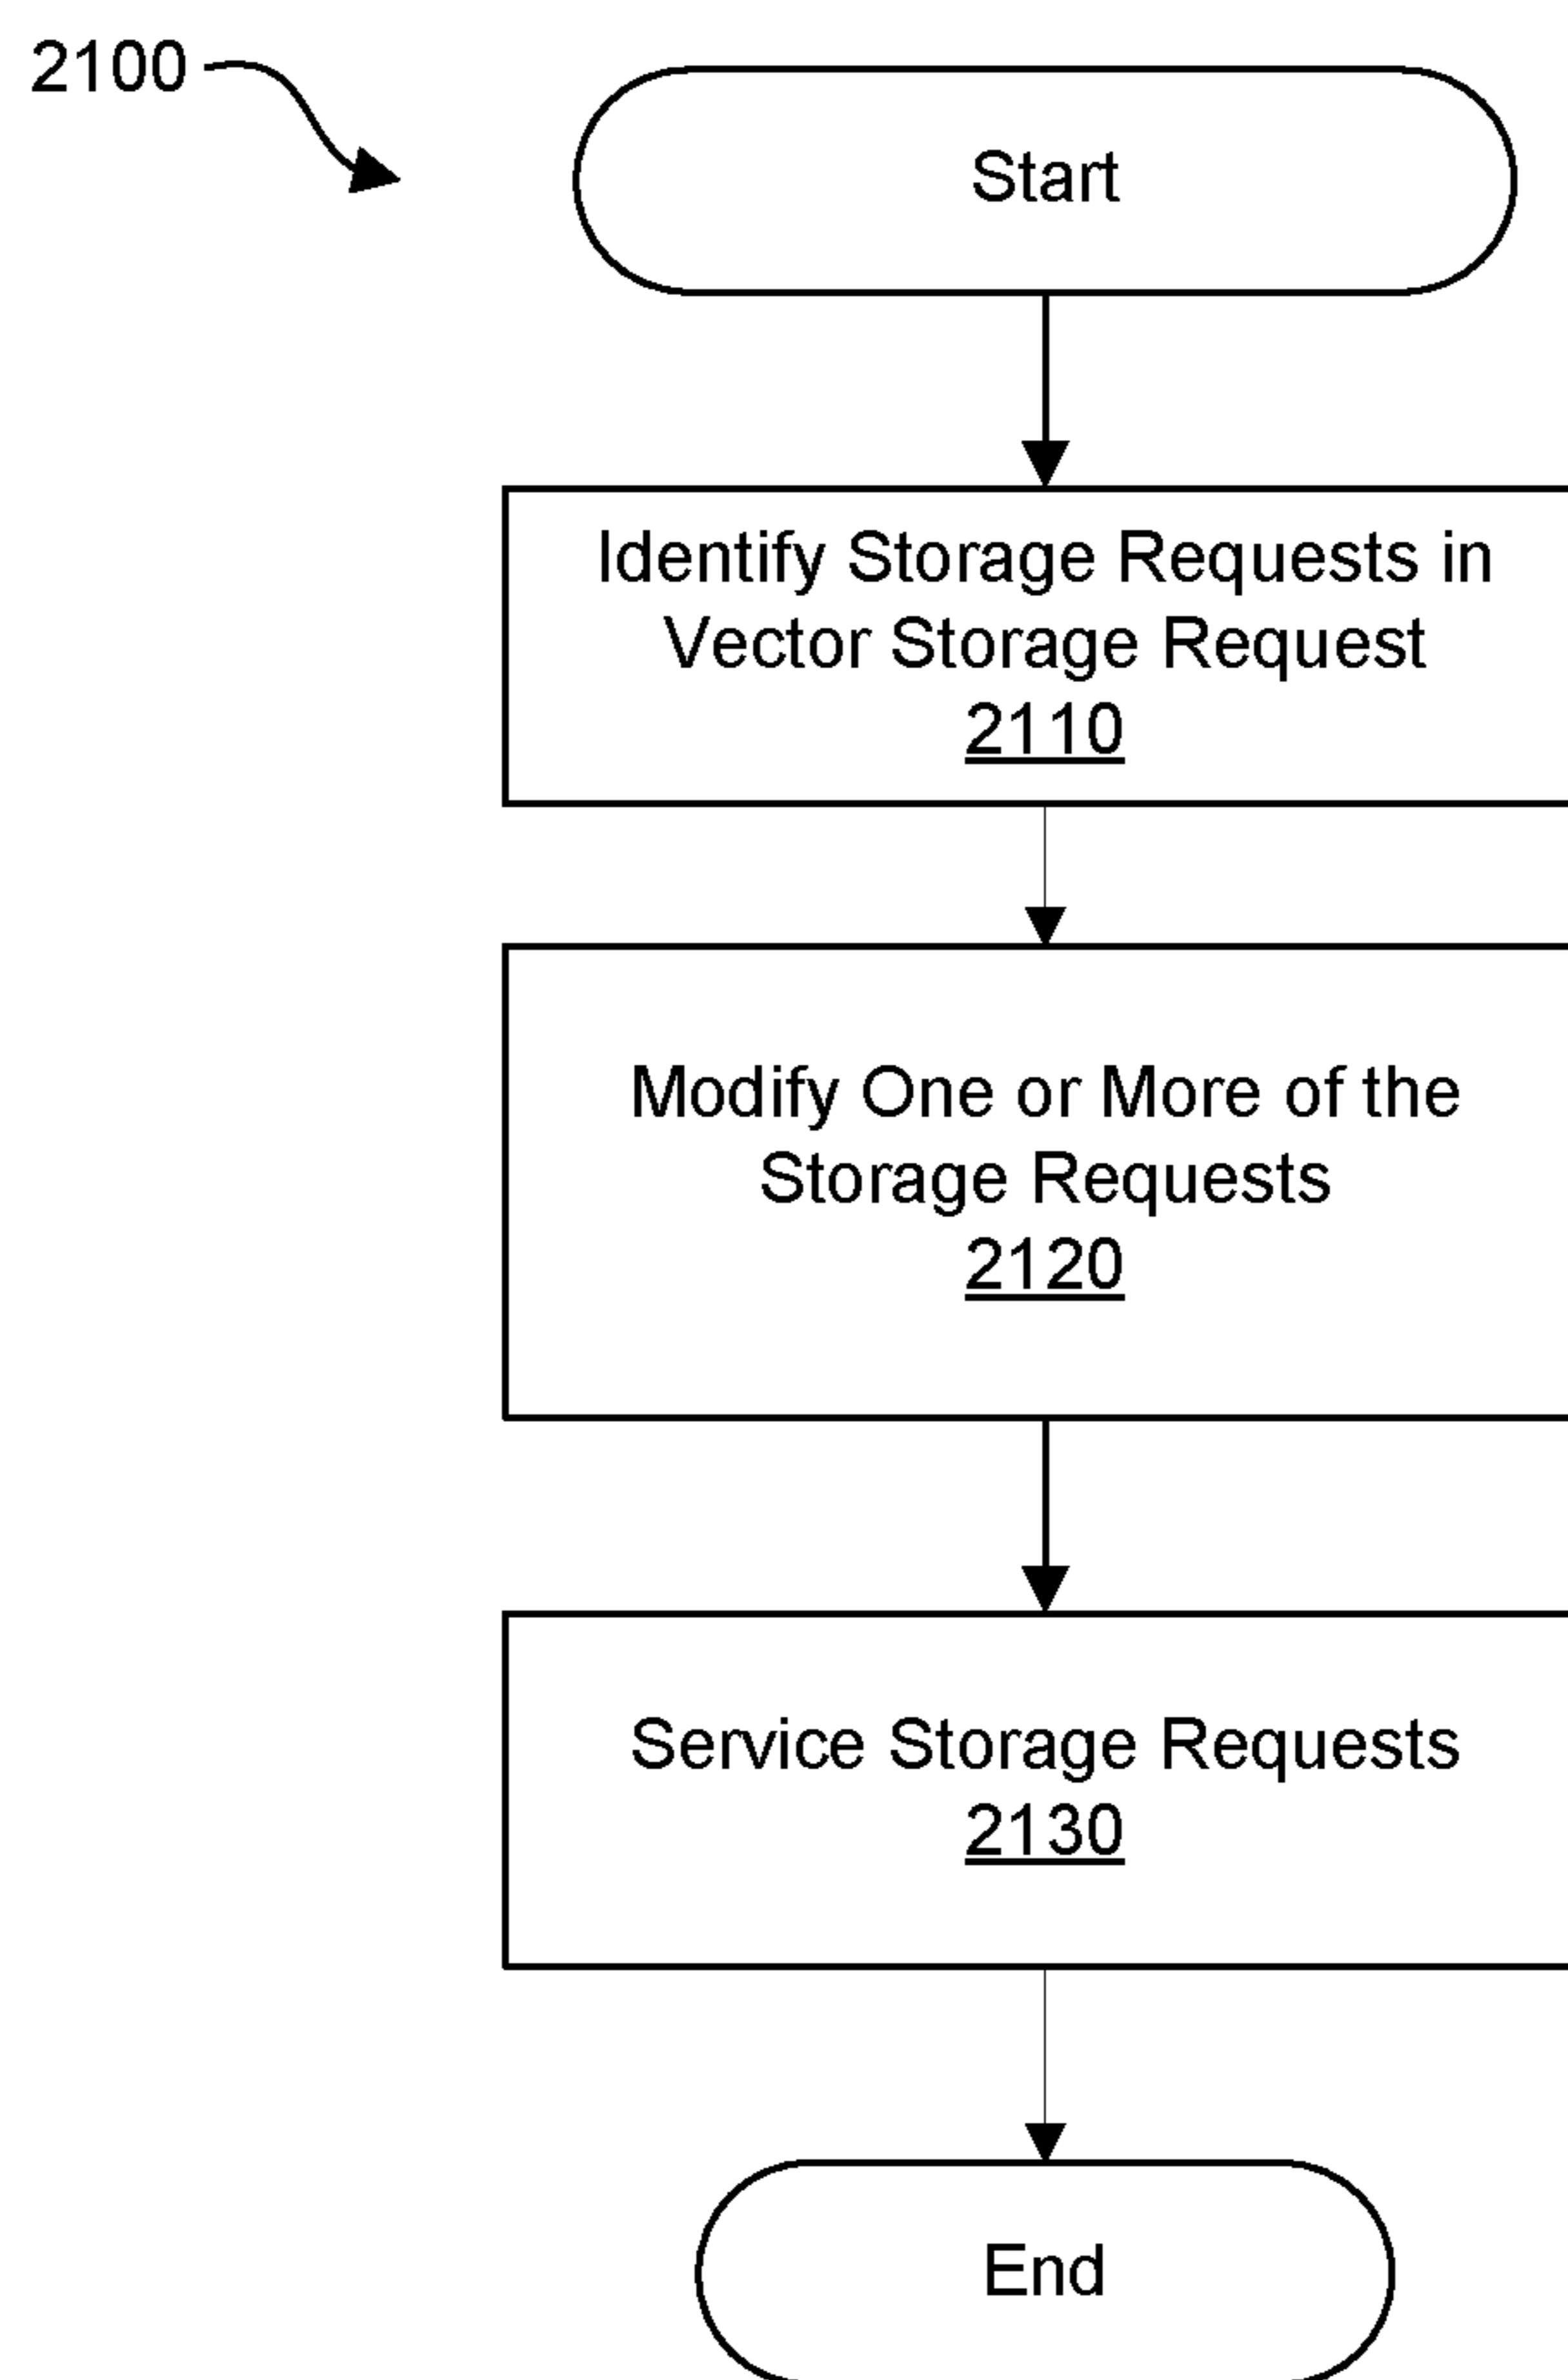 2100
Start
Identify Storage Requests in
Vector Storage Request
2110
Modify One or More of the
Storage Requests
2120
Service Storage Requests
2130
End